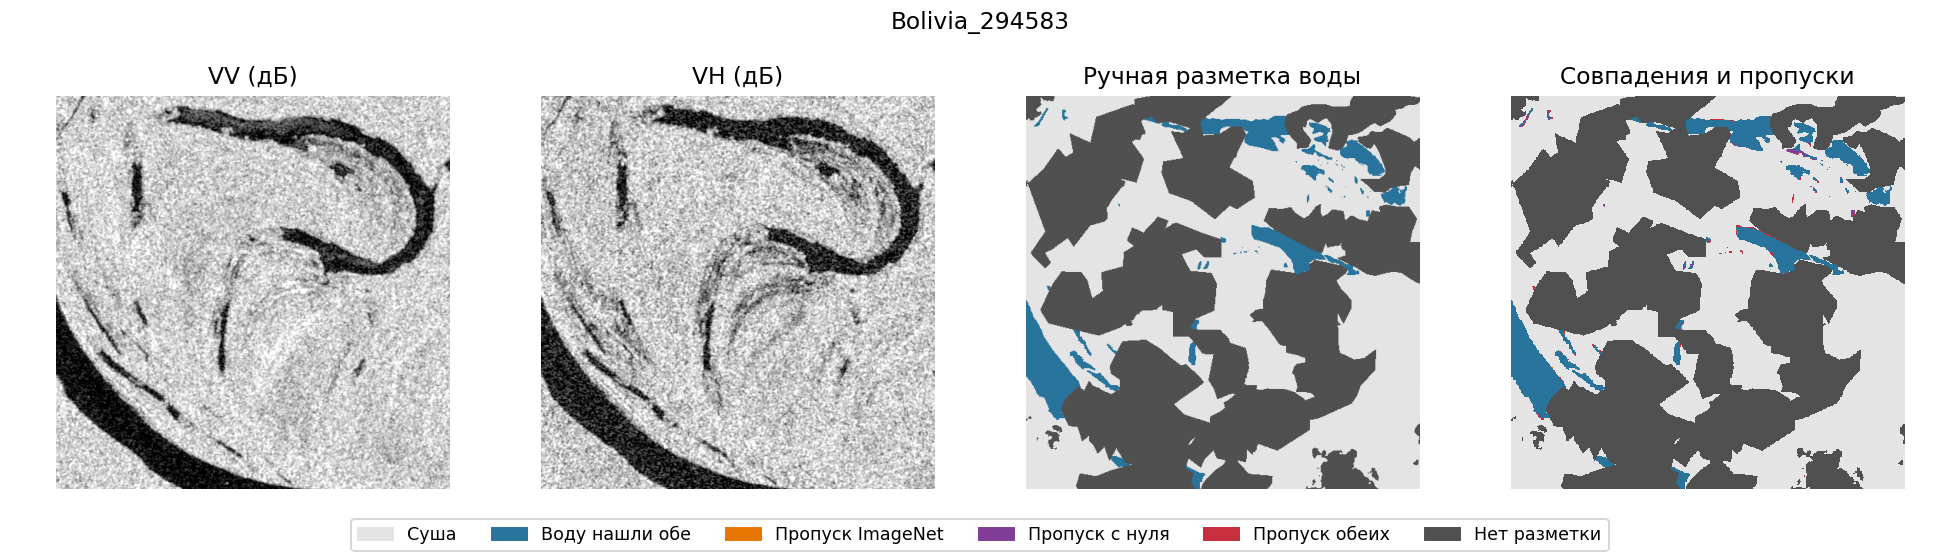 Bolivia_294583
VV (дБ)
VH (дБ)
Ручная разметка воды
Совпадения и пропуски
Суша
Воду нашли обе
Пропуск ImageNet
Пропуск с нуля
Пропуск обеих
Нет разметки